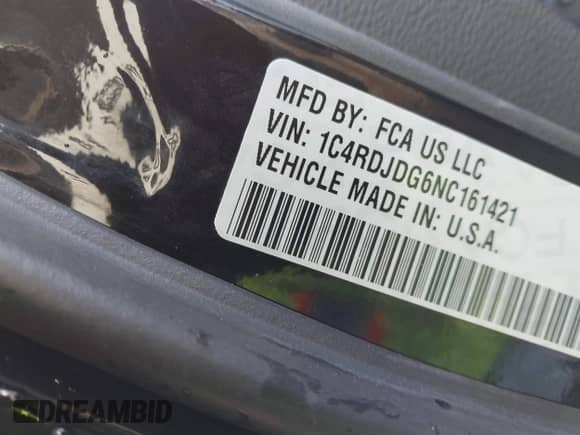 MFD BY: FCA US LLC
VIN: 1C4RDJDG6NC161421
VEHICLE MADE IN: U.S.A.
DREAMBID